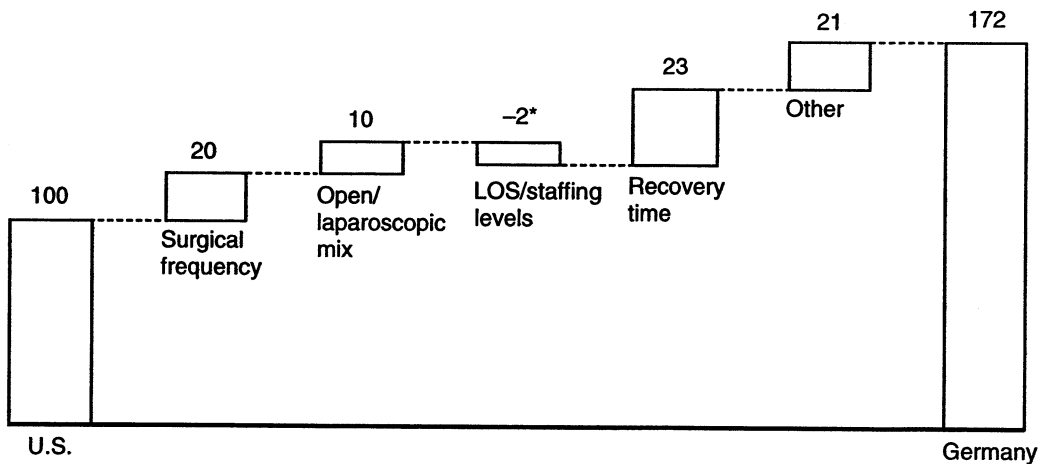 100
U.S.
20
Surgical
frequency
10
Open/
laparoscopic
mix
–2*
LOS/staffing
levels
23
Recovery
time
21
Other
172
Germany